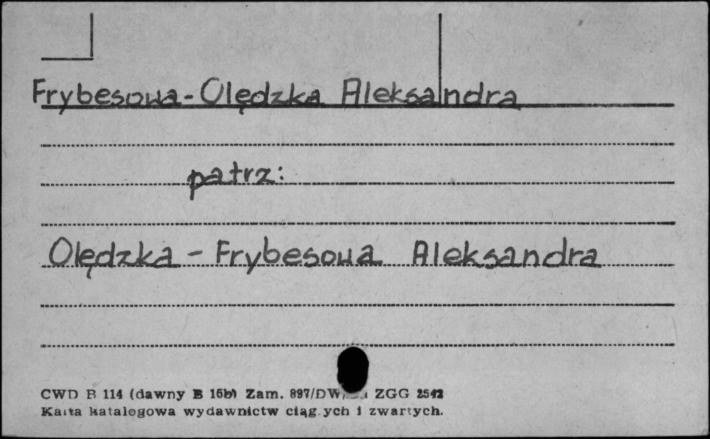 Frybesowa-Olędzka Aleksandra
patrz:
Olędzka - Frybesowa Aleksandra
CWD B 114 (dawny B 16b) Zam. 897/DW/ ZGG 2542
Karta katalogowa wydawnictw ciągłych i zwartych.